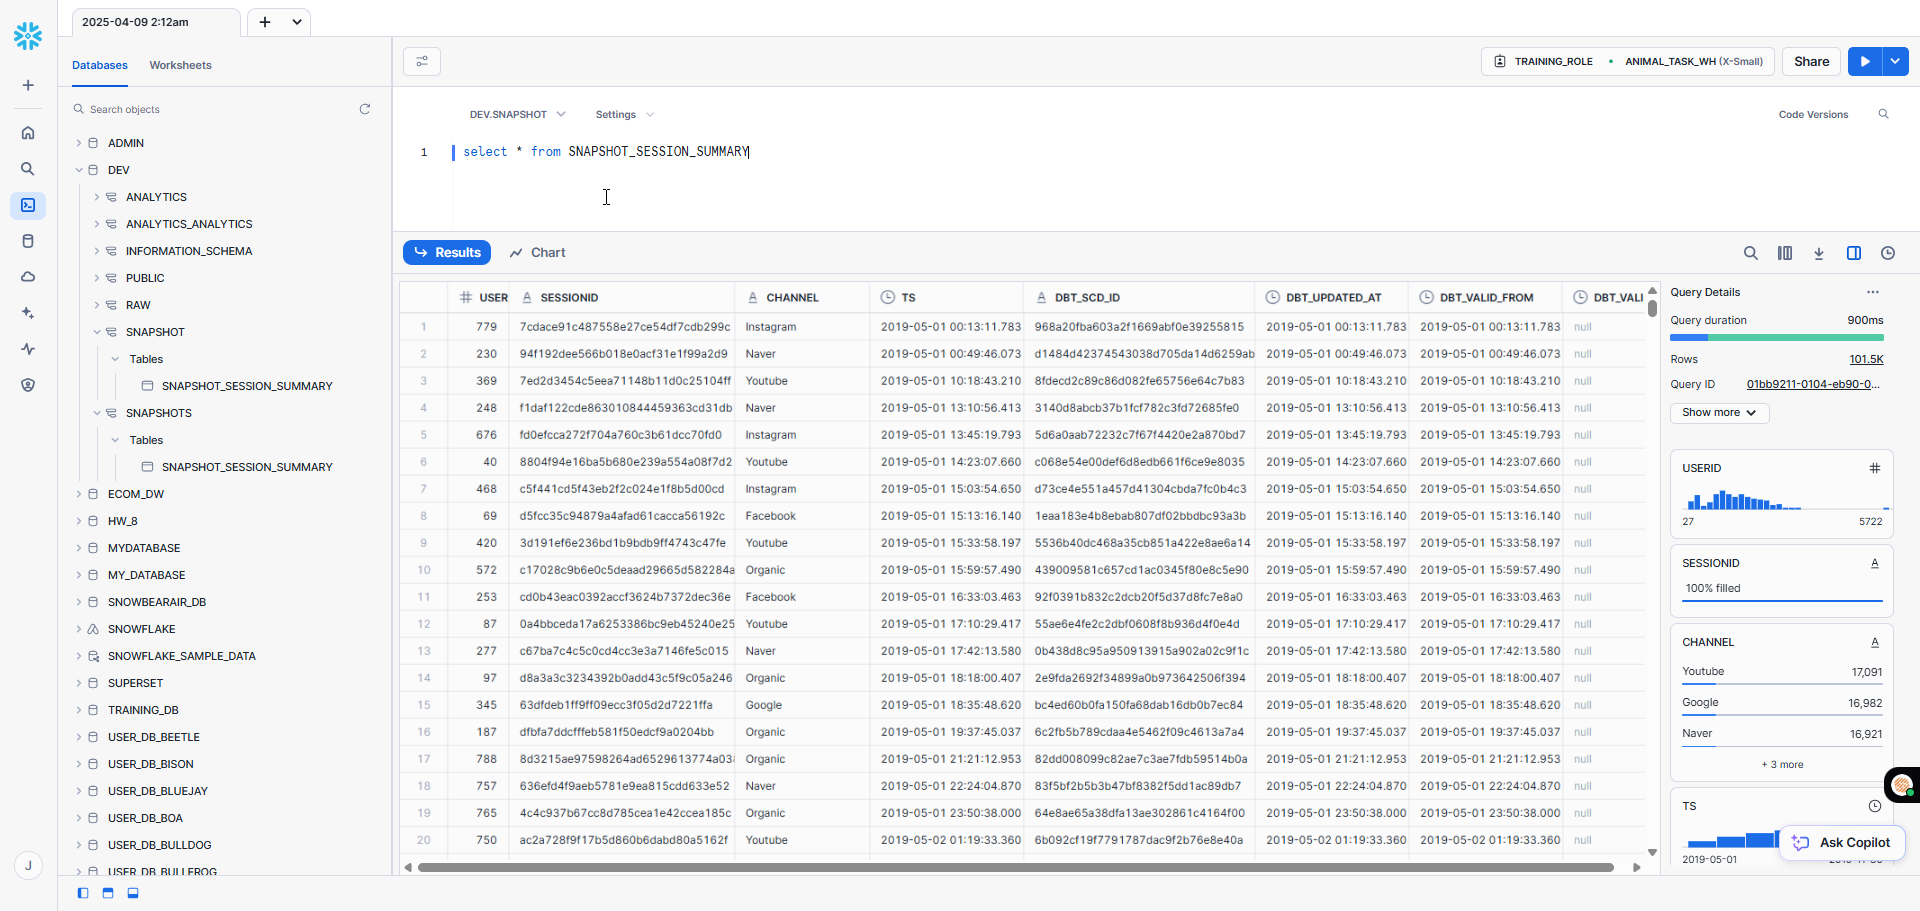 2025-04-09 2:12am
Databases Worksheets
TRAINING_ROLE • ANIMAL_TASK_WH (X-Small) Share
Search objects
DEV.SNAPSHOT Settings Code Versions
1 select * from SNAPSHOT_SESSION_SUMMARY
ADMIN
DEV
ANALYTICS
ANALYTICS_ANALYTICS
INFORMATION_SCHEMA
PUBLIC
RAW
SNAPSHOT
Tables
SNAPSHOT_SESSION_SUMMARY
SNAPSHOTS
Tables
SNAPSHOT_SESSION_SUMMARY
ECOM_DW
HW_8
MYDATABASE
MY_DATABASE
SNOWBEARAIR_DB
SNOWFLAKE
SNOWFLAKE_SAMPLE_DATA
SUPERSET
TRAINING_DB
USER_DB_BEETLE
USER_DB_BISON
USER_DB_BLUEJAY
USER_DB_BOA
USER_DB_BULLDOG
USER_DB_BULLFROG
J
Results Chart
USER SESSIONID CHANNEL TS DBT_SCD_ID DBT_UPDATED_AT DBT_VALID_FROM DBT_VALI
1 779 7cdace91c487558e27ce54df7cdb299c Instagram 2019-05-01 00:13:11.783 968a20fba603a2f1669abf0e39255815 2019-05-01 00:13:11.783 2019-05-01 00:13:11.783 null
2 230 94f192dee566b018e0acf31e1f99a2d9 Naver 2019-05-01 00:49:46.073 d1484d42374543038d705da14d6259ab 2019-05-01 00:49:46.073 2019-05-01 00:49:46.073 null
3 369 7ed2d3454c5eea71148b11d0c25104ff Youtube 2019-05-01 10:18:43.210 8fdecd2c89c86d082fe65756e64c7b83 2019-05-01 10:18:43.210 2019-05-01 10:18:43.210 null
4 248 f1daf122cde863010844459363cd31db Naver 2019-05-01 13:10:56.413 3140d8abcb37b1fcf782c3fd72685fe0 2019-05-01 13:10:56.413 2019-05-01 13:10:56.413 null
5 676 fd0efcca272f704a760c3b61dcc70fd0 Instagram 2019-05-01 13:45:19.793 5d6a0aab72232c7f67f4420e2a870bd7 2019-05-01 13:45:19.793 2019-05-01 13:45:19.793 null
6 40 8804f94e16ba5b680e239a554a08f7d2 Youtube 2019-05-01 14:23:07.660 c068e54e00def6d8edb661f6ce9e8035 2019-05-01 14:23:07.660 2019-05-01 14:23:07.660 null
7 468 c5f441cd5f43eb2f2c024e1f8b5d00cd Instagram 2019-05-01 15:03:54.650 d73ce4e551a457d41304cbda7fc0b4c3 2019-05-01 15:03:54.650 2019-05-01 15:03:54.650 null
8 69 d5fcc35c94879a4afad61cacca56192c Facebook 2019-05-01 15:13:16.140 1eaa183e4b8ebab807df02bbdbc93a3b 2019-05-01 15:13:16.140 2019-05-01 15:13:16.140 null
9 420 3d191ef6e236bd1b9bdb9ff4743c47fe Youtube 2019-05-01 15:33:58.197 5536b40dc468a35cb851a422e8ae6a14 2019-05-01 15:33:58.197 2019-05-01 15:33:58.197 null
10 572 c17028c9b6e0c5deaad29665d582284a Organic 2019-05-01 15:59:57.490 439009581c657cd1ac0345f80e8c5e90 2019-05-01 15:59:57.490 2019-05-01 15:59:57.490 null
11 253 cd0b43eac0392accf3624b7372dec36e Facebook 2019-05-01 16:33:03.463 92f0391b832c2dcb20f5d37d8fc7e8a0 2019-05-01 16:33:03.463 2019-05-01 16:33:03.463 null
12 87 0a4bbceda17a6253386bc9eb45240e25 Youtube 2019-05-01 17:10:29.417 55ae6e4fe2c2dbf0608f8b936d4f0e4d 2019-05-01 17:10:29.417 2019-05-01 17:10:29.417 null
13 277 c67ba7c4c5c0cd4cc3e3a7146fe5c015 Naver 2019-05-01 17:42:13.580 0b438d8c95a950913915a902a02c9f1c 2019-05-01 17:42:13.580 2019-05-01 17:42:13.580 null
14 97 d8a3a3c3234392b0add43c5f9c05a246 Organic 2019-05-01 18:18:00.407 2e9fda2692f34899a0b973642506f394 2019-05-01 18:18:00.407 2019-05-01 18:18:00.407 null
15 345 63dfdeb1ff9ff09ecc3f05d2d7221ffa Google 2019-05-01 18:35:48.620 bc4ed60b0fa150fa68dab16db0b7ec84 2019-05-01 18:35:48.620 2019-05-01 18:35:48.620 null
16 187 dfbfa7ddcfffeb581f50edcf9a0204bb Organic 2019-05-01 19:37:45.037 6c2fb5b789cdaa4e5462f09c4613a7a4 2019-05-01 19:37:45.037 2019-05-01 19:37:45.037 null
17 788 8d3215ae97598264ad6529613774a03 Organic 2019-05-01 21:21:12.953 82dd008099c82ae7c3ae7fdb59514b0a 2019-05-01 21:21:12.953 2019-05-01 21:21:12.953 null
18 757 636efd4f9aeb5781e9ea815cdd633e52 Naver 2019-05-01 22:24:04.870 83f5bf2b5b3b47bf8382f5dd1ac89db7 2019-05-01 22:24:04.870 2019-05-01 22:24:04.870 null
19 765 4c4c937b67cc8d785cea1e42ccea185c Organic 2019-05-01 23:50:38.000 64e8ae65a38dfa13ae302861c4164f00 2019-05-01 23:50:38.000 2019-05-01 23:50:38.000 null
20 750 ac2a728f9f17b5d860b6dabd80a5162f Youtube 2019-05-02 01:19:33.360 6b092cf19f7791787dac9f2b76e8e40a 2019-05-02 01:19:33.360 2019-05-02 01:19:33.360 null
Query Details ...
Query duration 900ms
Rows 101.5K
Query ID 01bb9211-0104-eb90-0...
Show more
USERID
27 5722
SESSIONID
100% filled
CHANNEL
Youtube 17,091
Google 16,982
Naver 16,921
+ 3 more
TS
Ask Copilot
2019-05-01